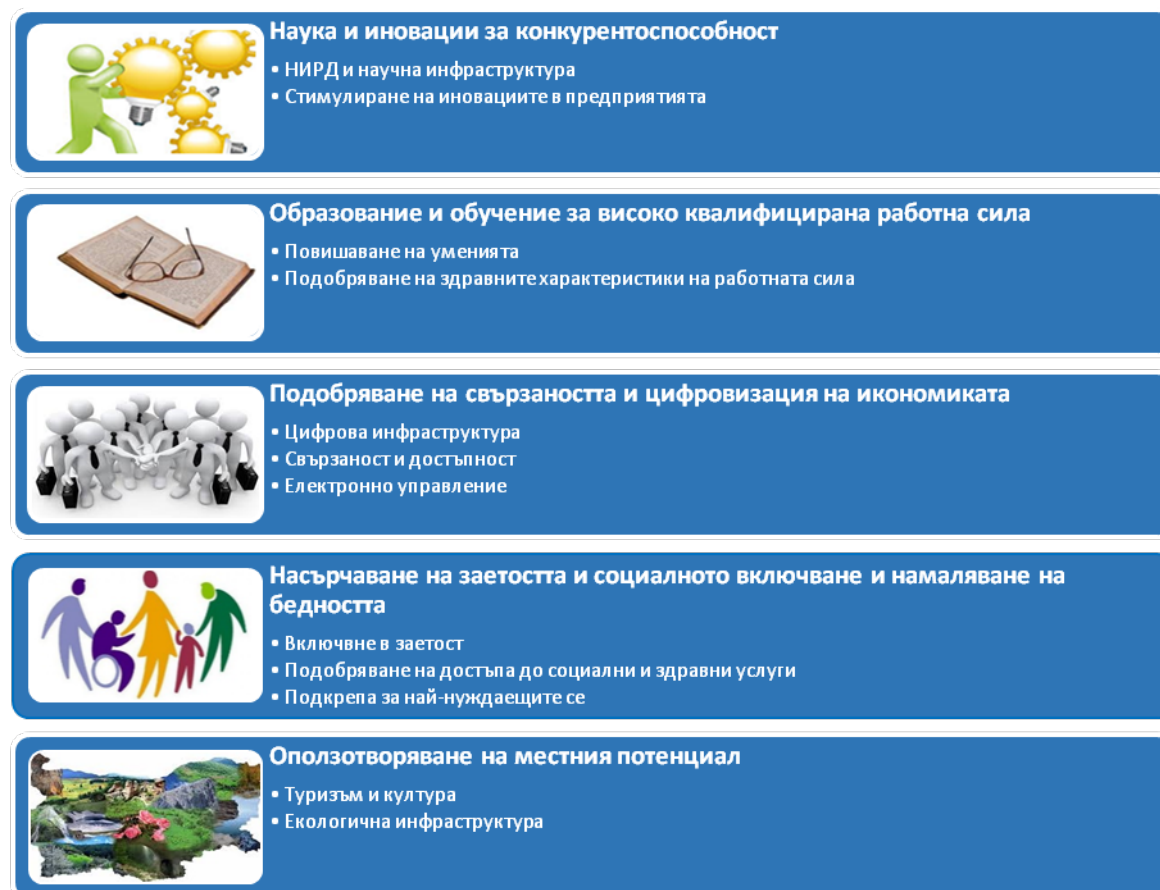 Наука и иновации за конкурентоспособност
• НИРД и научна инфраструктура
• Стимулиране на иновациите в предприятията
Образование и обучение за високо квалифицирана работна сила
• Повишаване на уменията
• Подобряване на здравните характеристики на работната сила
Подобряване на свързаността и цифровизация на икономиката
• Цифрова инфраструктура
• Свързаност и достъпност
• Електронно управление
Насърчаване на заетостта и социалното включване и намаляване на
бедността
• Включвне в заетост
• Подобряване на достъпа до социални и здравни услуги
• Подкрепа за най-нуждаещите се
Оползотворяване на местния потенциал
• Туризъм и култура
• Екологична инфраструктура